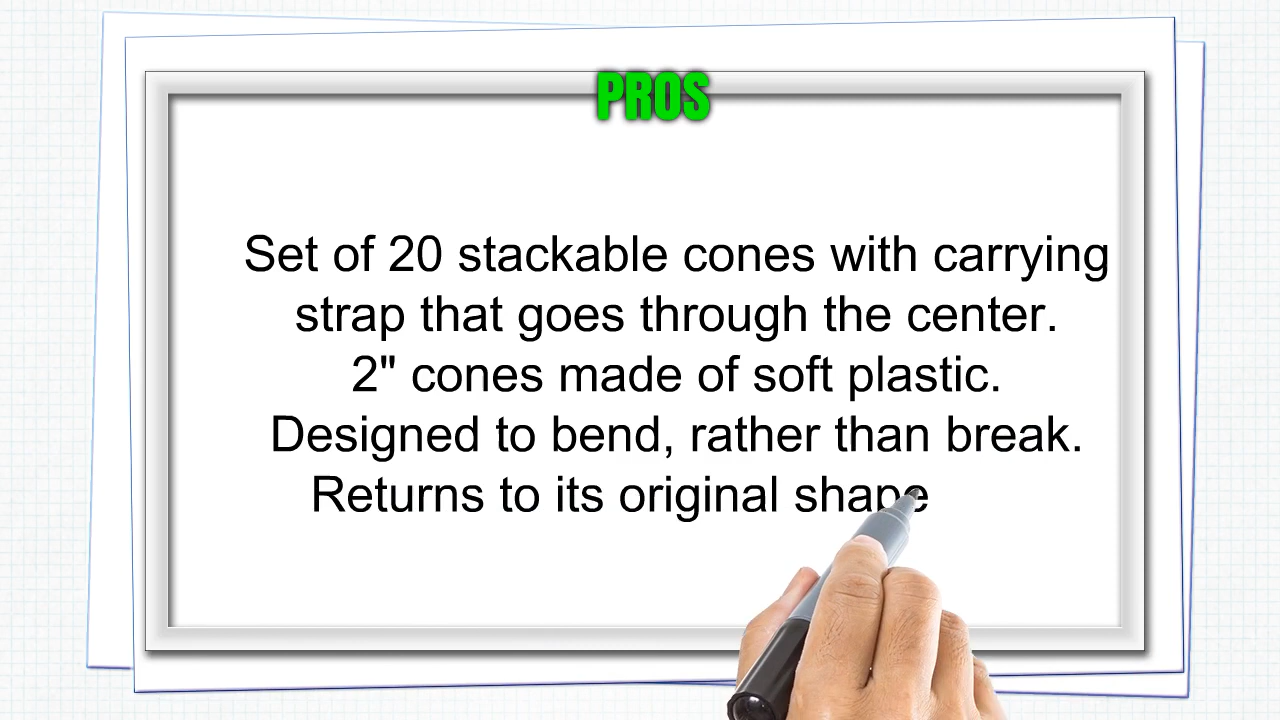 PROS
Set of 20 stackable cones with carrying
strap that goes through the center.
2" cones made of soft plastic.
Designed to bend, rather than break.
Returns to its original shape